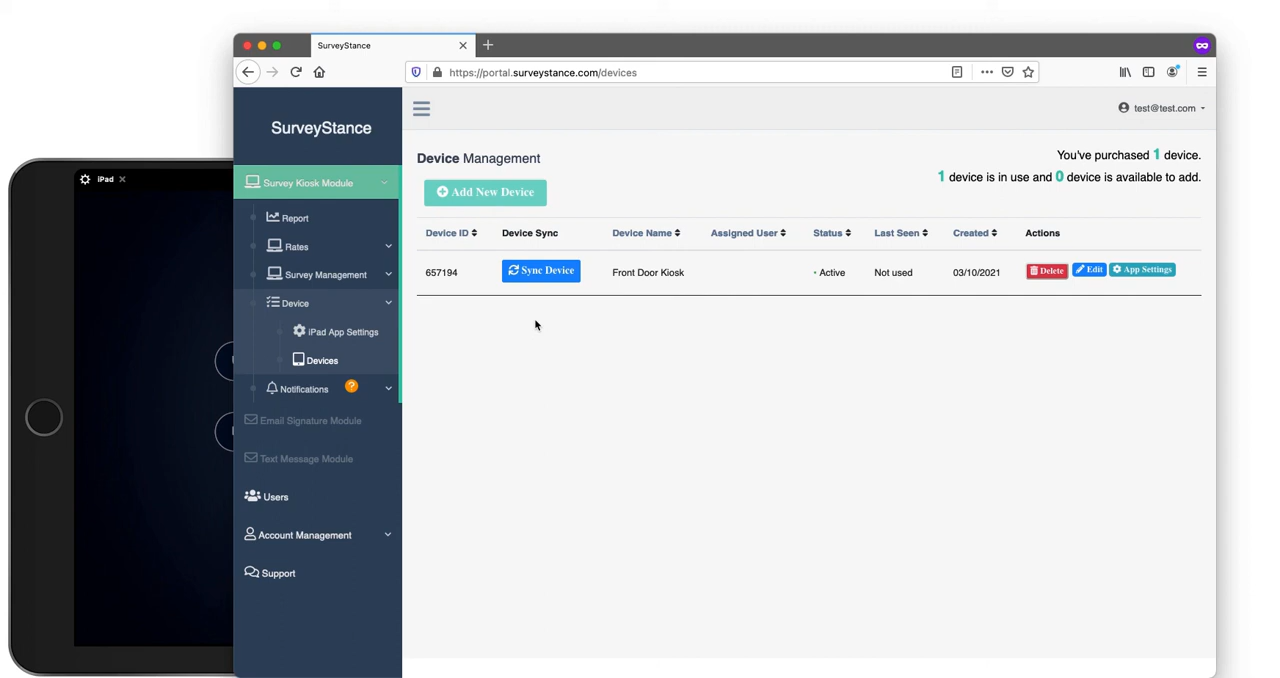 SurveyStance
https://portal.surveystance.com/devices
iPad
SurveyStance
test@test.com
Survey Kiosk Module
Report
Rates
Survey Management
Device
iPad App Settings
Devices
Notifications ?
Email Signature Module
Text Message Module
Users
Account Management
Support
Device Management
You've purchased 1 device.
1 device is in use and 0 device is available to add.
Add New Device
Device ID Device Sync Device Name Assigned User Status Last Seen Created Actions
657194 Sync Device Front Door Kiosk Active Not used 03/10/2021 Delete Edit App Settings